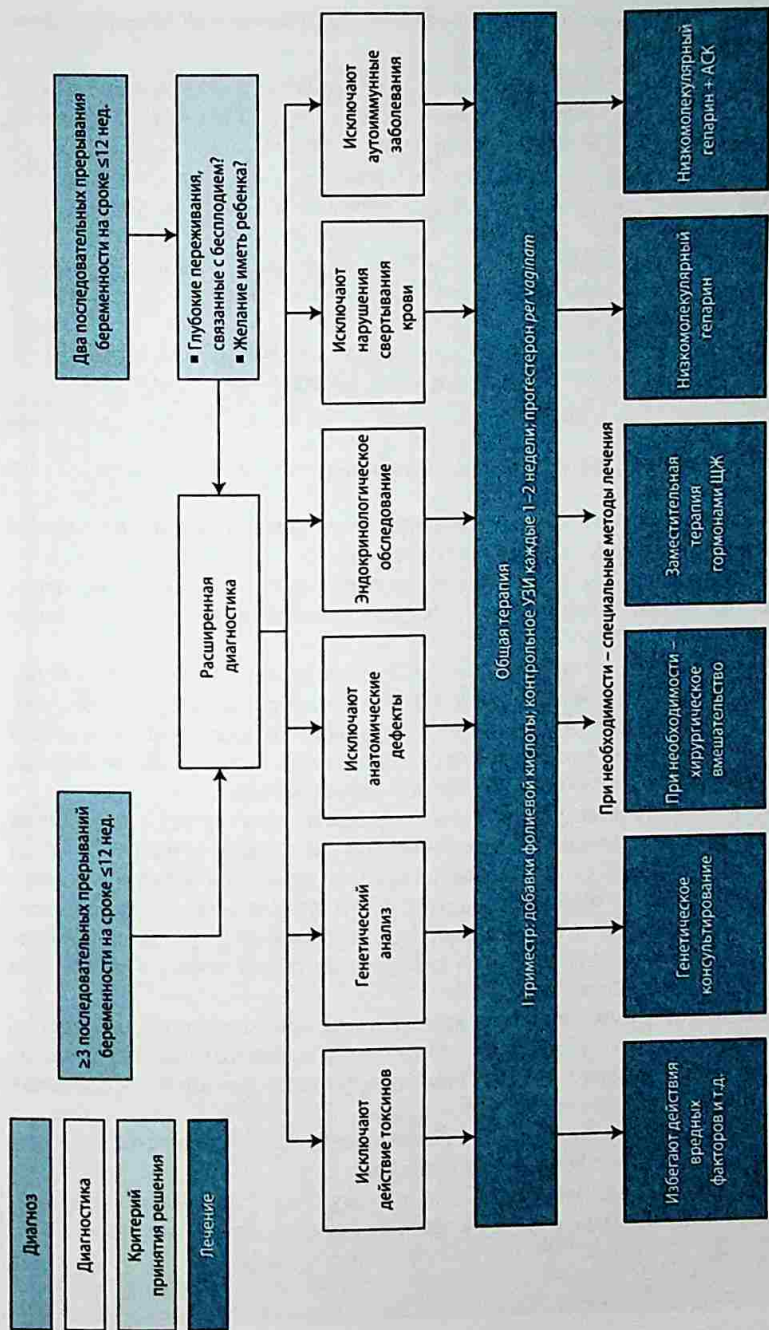 Диагноз
Диагностика
Критерий
принятия решения
Лечение
≥3 последовательных прерываний
беременности на сроке ≤12 нед.
Два последовательных прерывания
беременности на сроке ≤12 нед.
▪ Глубокие переживания,
связанные с бесплодием?
▪ Желание иметь ребенка?
Расширенная
диагностика
Исключают
действие токсинов
Генетический
анализ
Исключают
анатомические
дефекты
Эндокринологическое
обследование
Исключают
нарушения
свертывания
крови
Исключают
аутоиммунные
заболевания
Общая терапия
I триместр: добавки фолиевой кислоты; контрольное УЗИ каждые 1–2 недели; прогестерон per vaginam
При необходимости – специальные методы лечения
Избегают действия
вредных
факторов и т.д.
Генетическое
консультирование
При необходимости –
хирургическое
вмешательство
Заместительная
терапия
гормонами ЩЖ
Низкомолекулярный
гепарин
Низкомолекулярный
гепарин + АСК